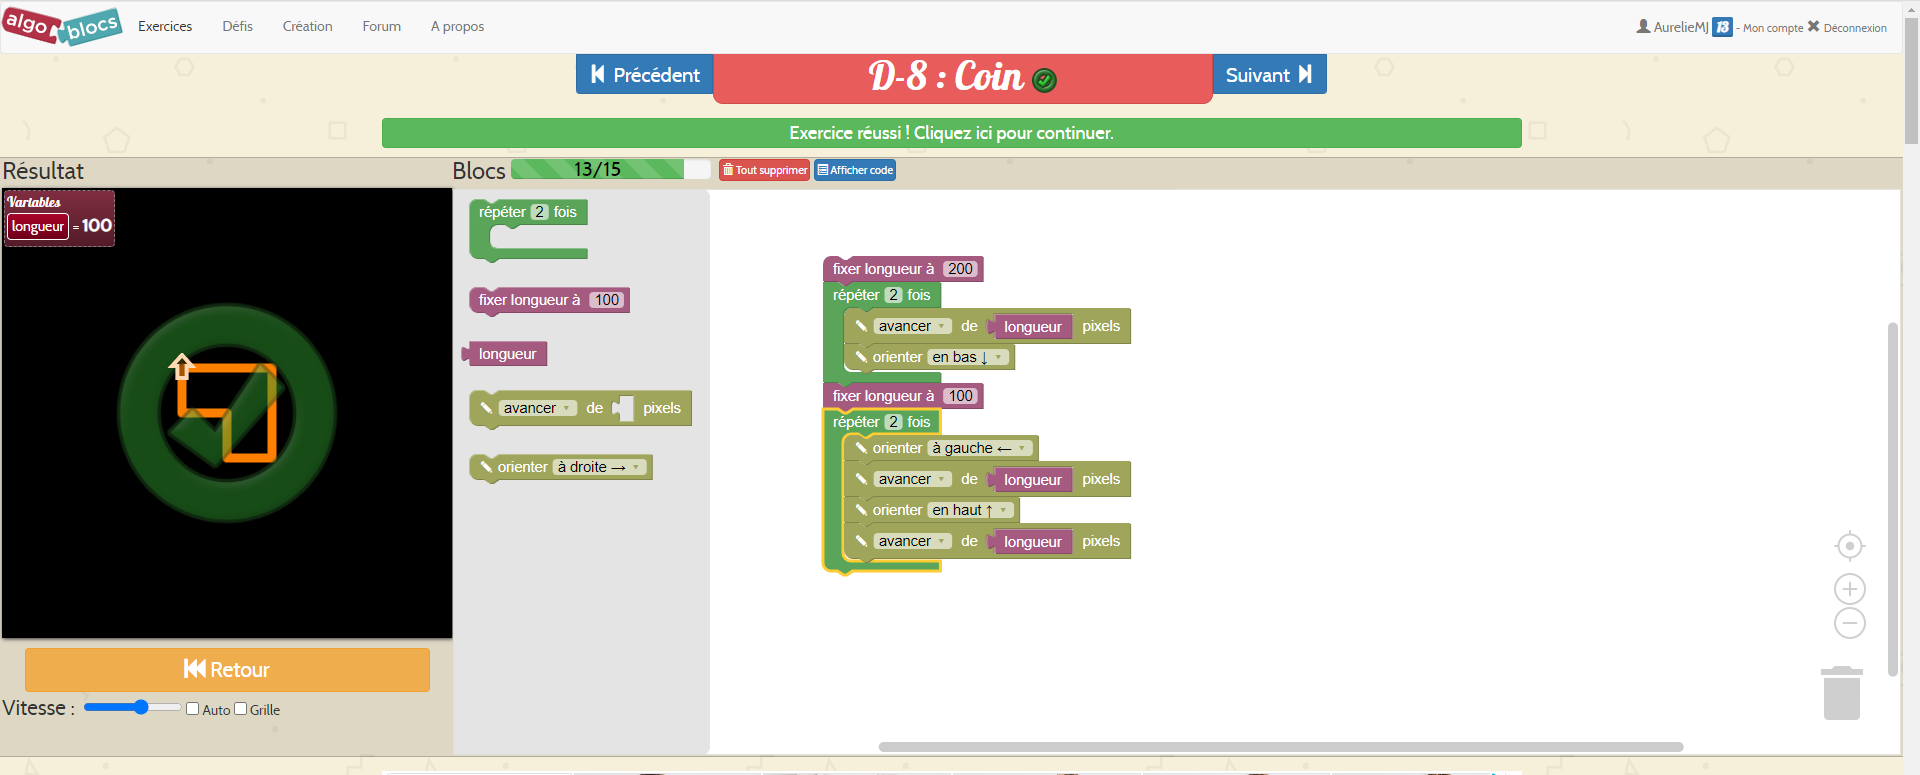 algo blocs
Exercices Défis Création Forum A propos
AurelieMJ 13 - Mon compte Déconnexion
Précédent
D-8 : Coin
Suivant
Exercice réussi ! Cliquez ici pour continuer.
Résultat
Blocs 13/15 Tout supprimer Afficher code
Variables
longueur = 100
répéter 2 fois
fixer longueur à 100
longueur
avancer de pixels
orienter à droite →
fixer longueur à 200
répéter 2 fois
avancer de longueur pixels
orienter en bas ↓
fixer longueur à 100
répéter 2 fois
orienter à gauche ←
avancer de longueur pixels
orienter en haut ↑
avancer de longueur pixels
Retour
Vitesse : Auto Grille